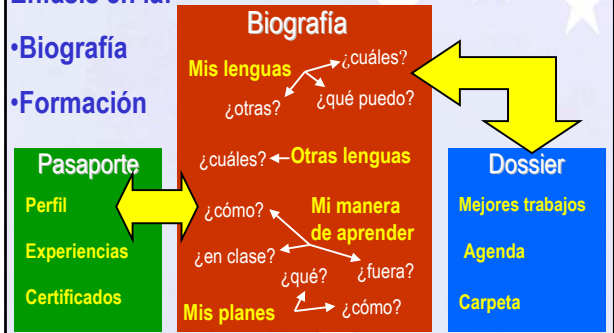 Énfasis en la:
•Biografía
•Formación
Biografía
Mis lenguas
¿cuáles?
¿otras?
¿qué puedo?
¿cuáles?
Otras lenguas
¿cómo?
Mi manera
de aprender
¿en clase?
¿fuera?
¿qué?
Mis planes
¿cómo?
Pasaporte
Perfil
Experiencias
Certificados
Dossier
Mejores trabajos
Agenda
Carpeta